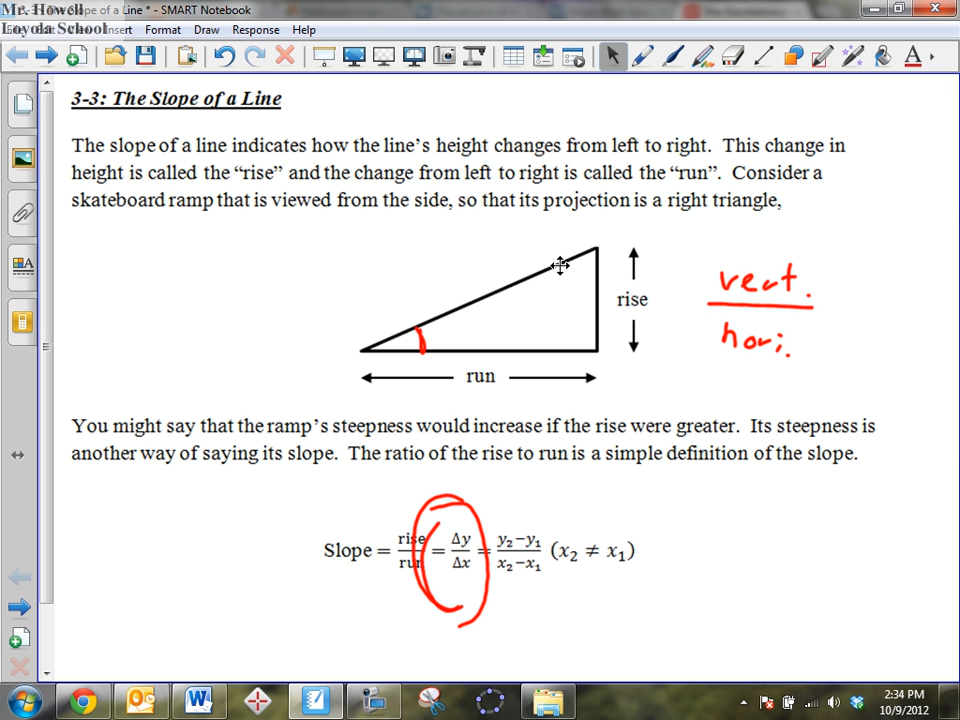 Mr. Howell
Loyola School
The Slope of a Line * - SMART Notebook
Insert Format Draw Response Help
3-3: The Slope of a Line
The slope of a line indicates how the line's height changes from left to right. This change in
height is called the “rise” and the change from left to right is called the “run”. Consider a
skateboard ramp that is viewed from the side, so that its projection is a right triangle,
vert.
rise
hori.
run
You might say that the ramp's steepness would increase if the rise were greater. Its steepness is
another way of saying its slope. The ratio of the rise to run is a simple definition of the slope.
Slope = rise/run = Δy/Δx = y₂−y₁/x₂−x₁ (x₂ ≠ x₁)
2:34 PM
10/9/2012